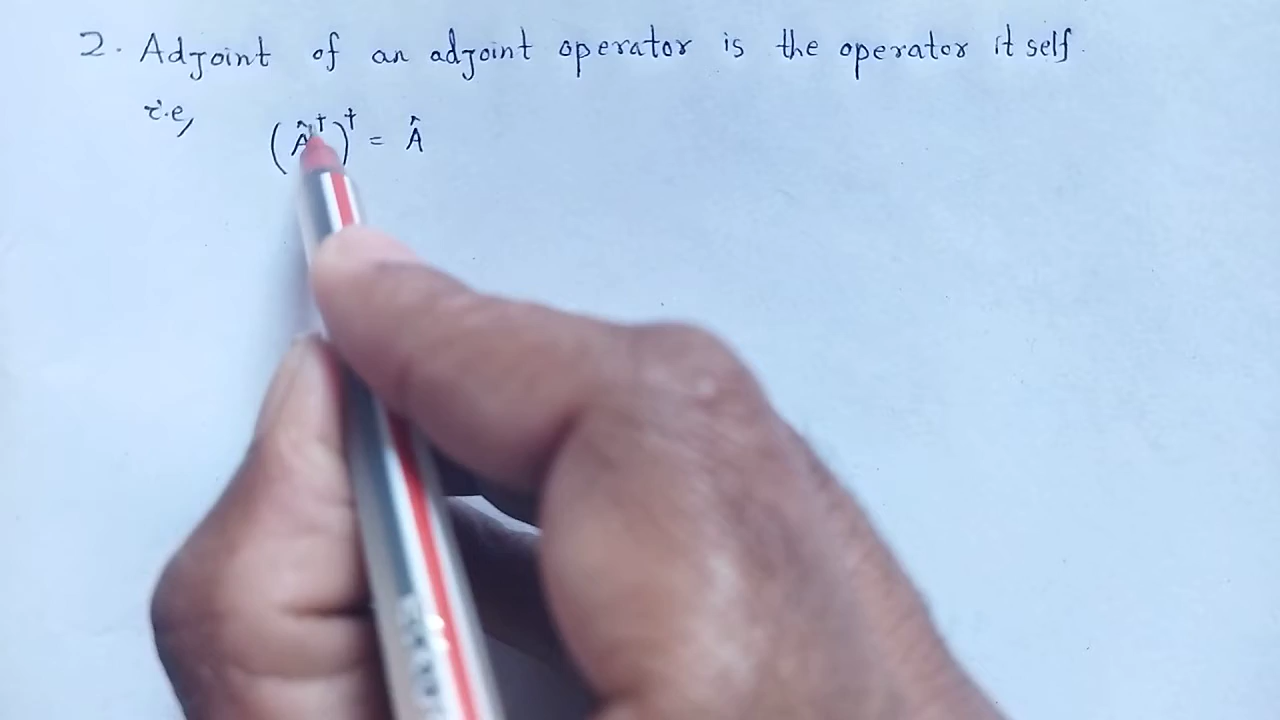 2. Adjoint of an adjoint operator is the operator it self.
i.e, (Â†)† = Â